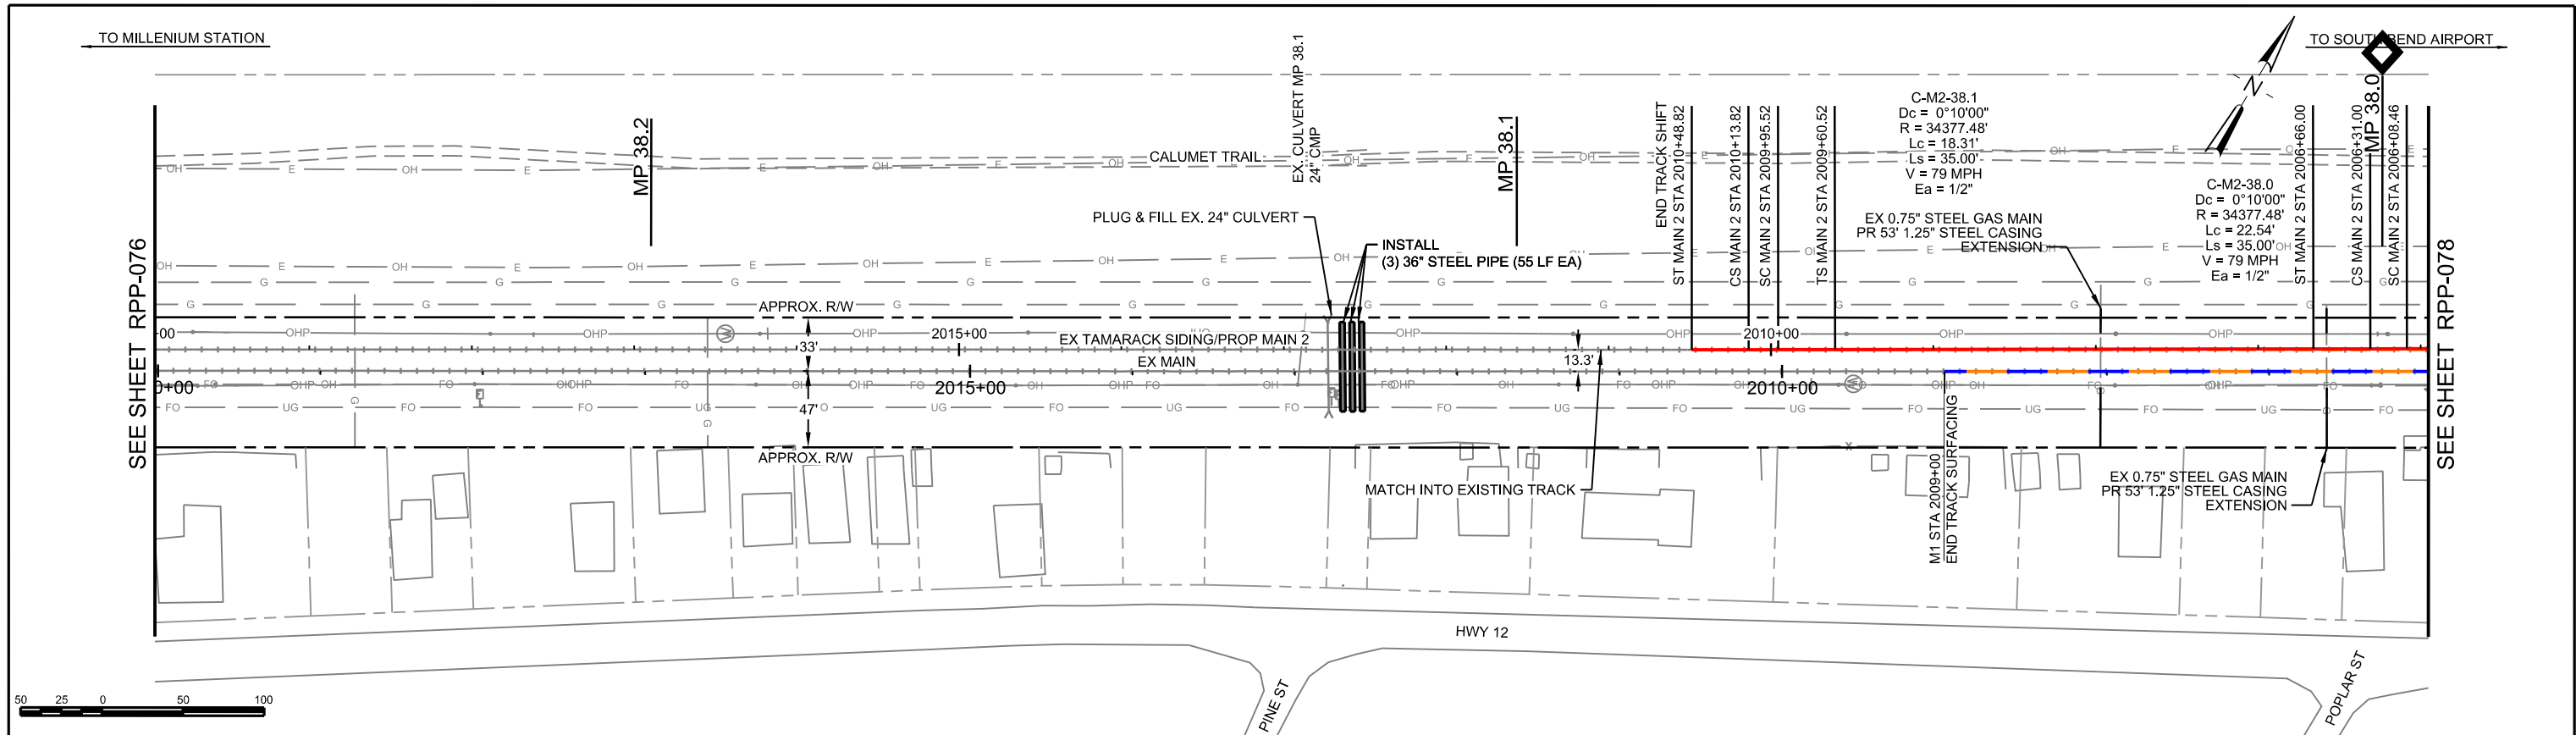 TO MILLENIUM STATION
TO SOUTH BEND AIRPORT
SEE SHEET RPP-076
MP 38.2
CALUMET TRAIL
EX. CULVERT MP 38.1
24" CMP
PLUG & FILL EX. 24" CULVERT
INSTALL
(3) 36" STEEL PIPE (55 LF EA)
MP 38.1
END TRACK SHIFT
ST MAIN 2 STA 2010+48.82
CS MAIN 2 STA 2010+13.82
SC MAIN 2 STA 2009+95.52
TS MAIN 2 STA 2009+60.52
C-M2-38.1
Dc = 0°10'00"
R = 34377.48'
Lc = 18.31'
Ls = 35.00'
V = 79 MPH
Ea = 1/2"
EX 0.75" STEEL GAS MAIN
PR 53' 1.25" STEEL CASING
EXTENSION
N
C-M2-38.0
Dc = 0°10'00"
R = 34377.48'
Lc = 22.54'
Ls = 35.00'
V = 79 MPH
Ea = 1/2"
ST MAIN 2 STA 2006+66.00
CS MAIN 2 STA 2006+31.00
MP 38.0
SC MAIN 2 STA 2006+08.46
SEE SHEET RPP-078
APPROX. R/W
+00
2015+00
EX TAMARACK SIDING/PROP MAIN 2
2010+00
33'
EX MAIN
13.3'
0+00
2015+00
2010+00
47'
APPROX. R/W
MATCH INTO EXISTING TRACK
M1 STA 2009+00
END TRACK SURFACING
EX 0.75" STEEL GAS MAIN
PR 53' 1.25" STEEL CASING
EXTENSION
HWY 12
PINE ST
POPLAR ST
50 25 0 50 100